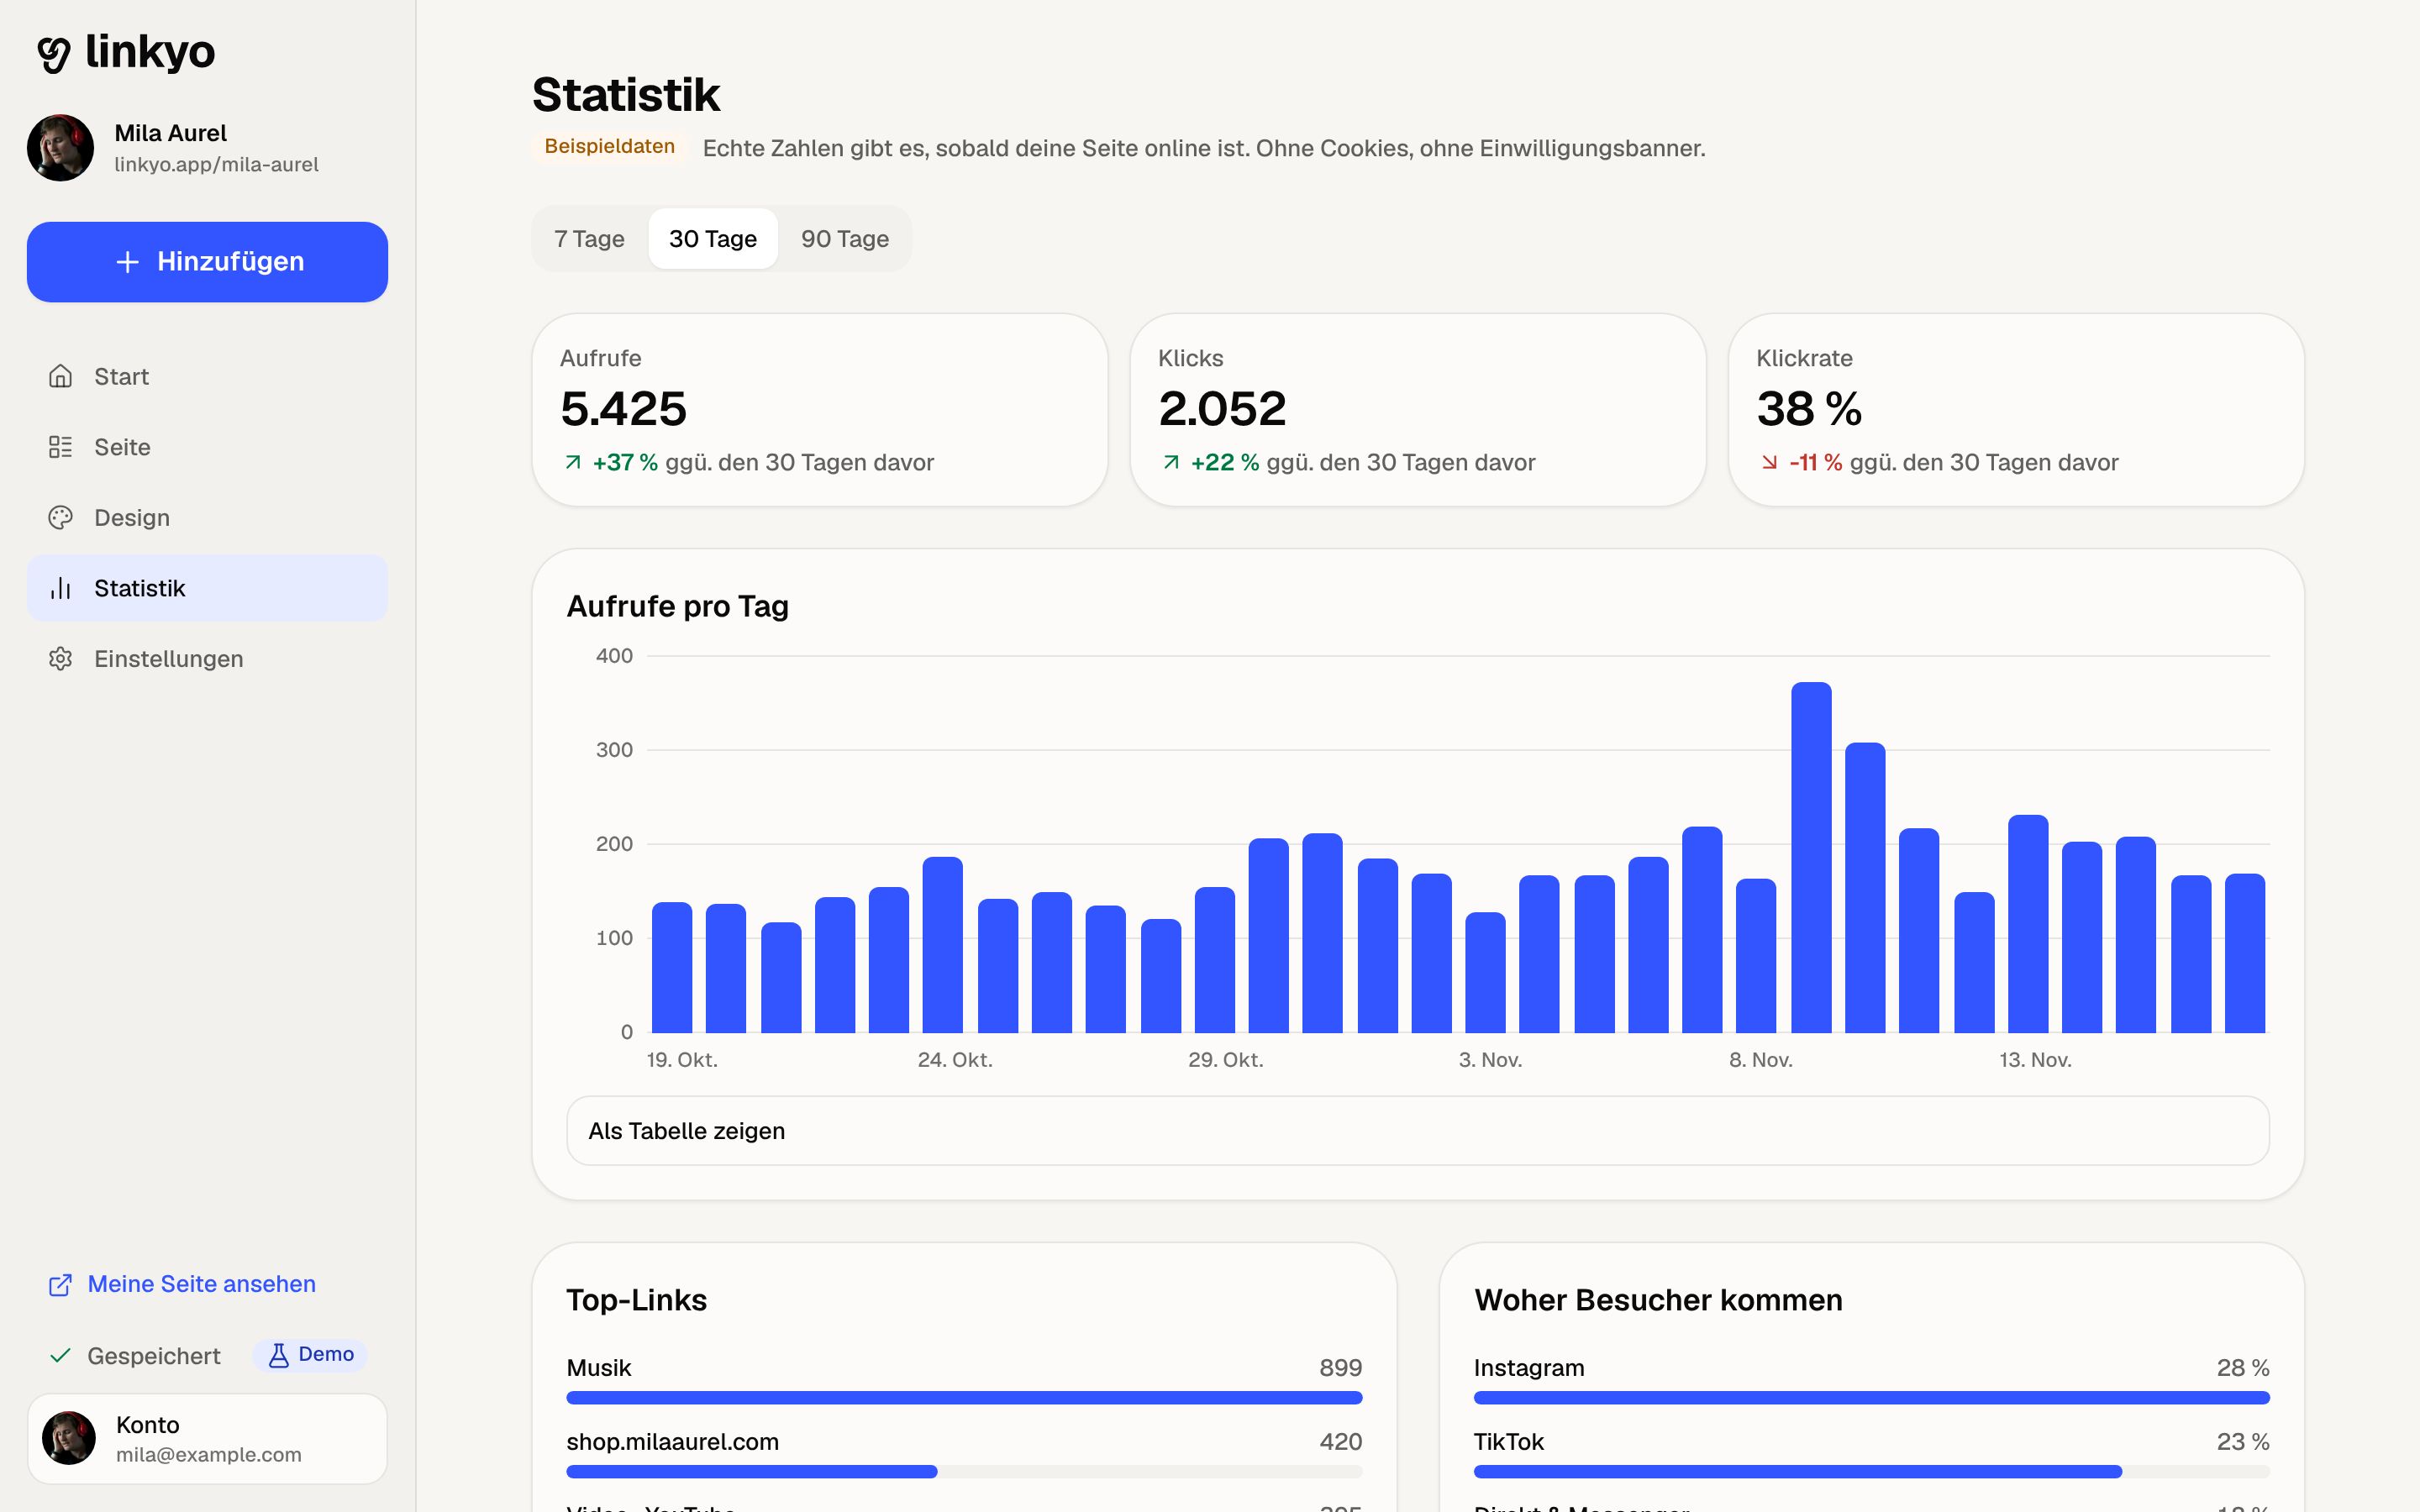 linkyo
Mila Aurel
linkyo.app/mila-aurel
Hinzufügen
Start
Seite
Design
Statistik
Einstellungen
Meine Seite ansehen
Gespeichert
Demo
Konto
mila@example.com
Statistik
Beispieldaten Echte Zahlen gibt es, sobald deine Seite online ist. Ohne Cookies, ohne Einwilligungsbanner.
7 Tage 30 Tage 90 Tage
Aufrufe
5.425
+37 % ggü. den 30 Tagen davor
Klicks
2.052
+22 % ggü. den 30 Tagen davor
Klickrate
38 %
-11 % ggü. den 30 Tagen davor
Aufrufe pro Tag
400
300
200
100
0
19. Okt. 24. Okt. 29. Okt. 3. Nov. 8. Nov. 13. Nov.
Als Tabelle zeigen
Top-Links
Musik 899
shop.milaaurel.com 420
Woher Besucher kommen
Instagram 28 %
TikTok 23 %